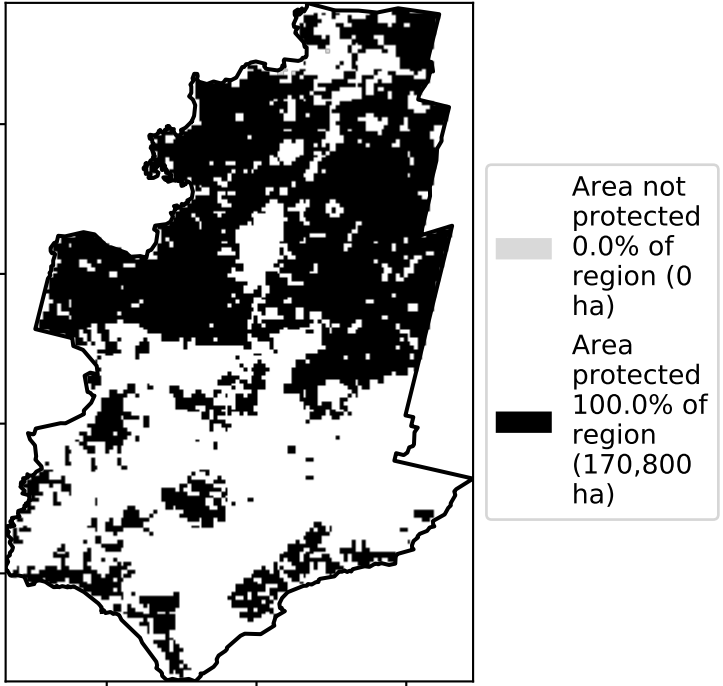 Area not
protected
0.0% of
region (0
ha)
Area
protected
100.0% of
region
(170,800
ha)